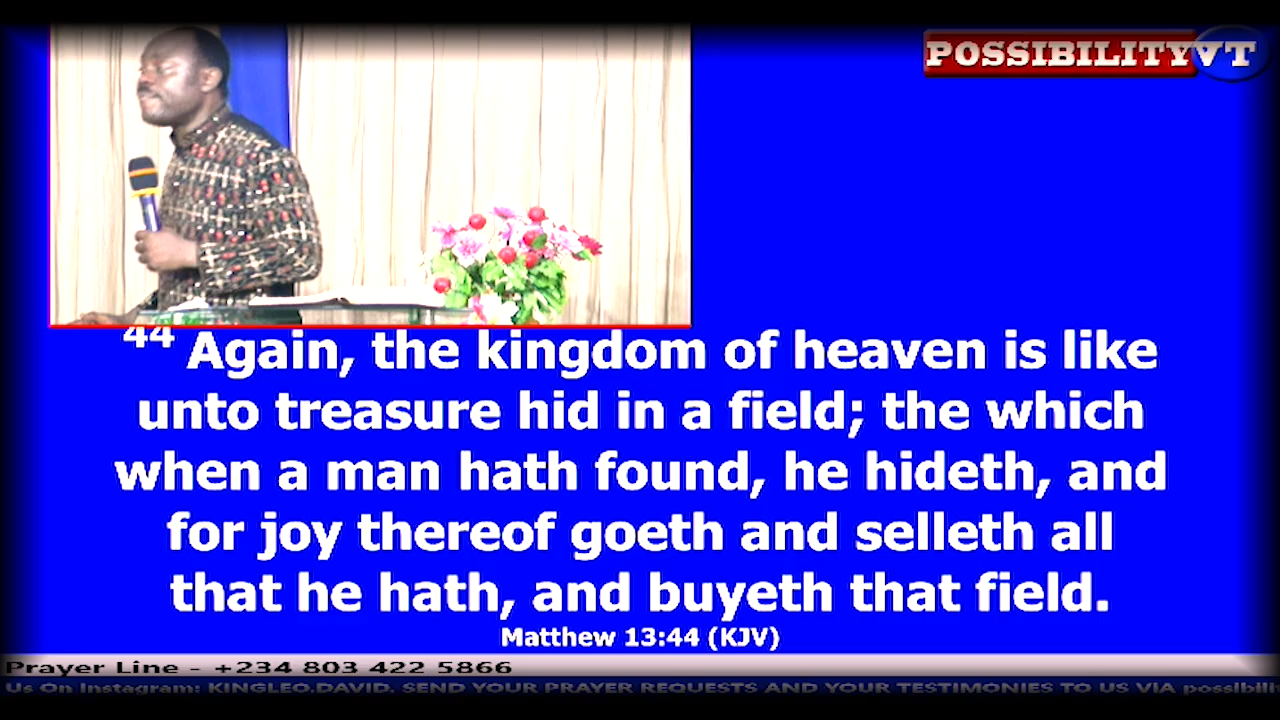 POSSIBILITY TV
44 Again, the kingdom of heaven is like
unto treasure hid in a field; the which
when a man hath found, he hideth, and
for joy thereof goeth and selleth all
that he hath, and buyeth that field.
Matthew 13:44 (KJV)
Prayer Line - +234 803 422 5866
Us On Instagram: KINGLEO.DAVID. SEND YOUR PRAYER REQUESTS AND YOUR TESTIMONIES TO US VIA possibili